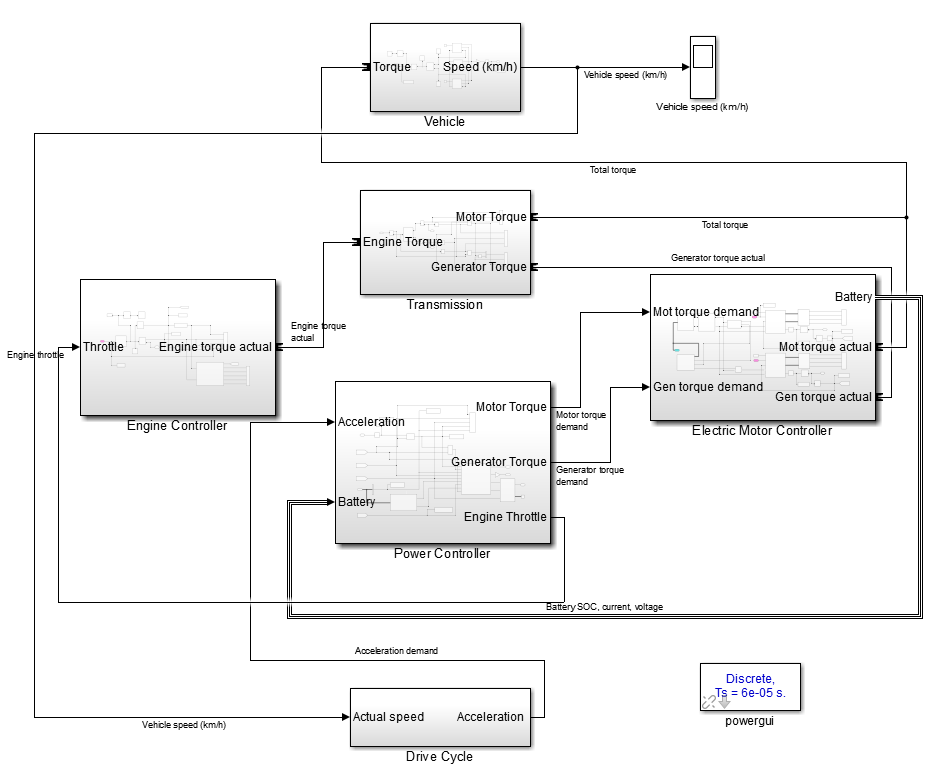 Torque
Speed (km/h)
Vehicle
Vehicle speed (km/h)
Vehicle speed (km/h)
Total torque
Motor Torque
Total torque
Engine Torque
Generator torque actual
Generator Torque
Transmission
Battery
Mot torque demand
Engine torque
actual
Engine throttle
Throttle
Engine torque actual
Mot torque actual
Gen torque demand
Gen torque actual
Engine Controller
Electric Motor Controller
Motor Torque
Motor torque
demand
Acceleration
Generator Torque
Generator torque
demand
Battery
Engine Throttle
Power Controller
Battery SOC, current, voltage
Acceleration demand
Discrete,
Ts = 6e-05 s.
powergui
Vehicle speed (km/h)
Actual speed
Acceleration
Drive Cycle